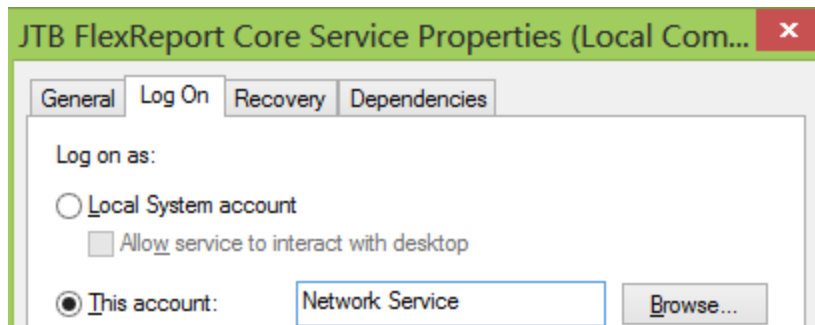 JTB FlexReport Core Service Properties (Local Com...
General Log On Recovery Dependencies
Log on as:
Local System account
Allow service to interact with desktop
This account: Network Service Browse...